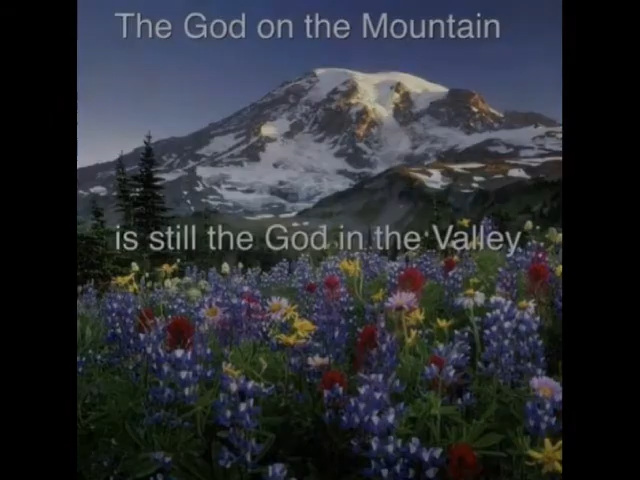 The God on the Mountain
is still the God in the Valley